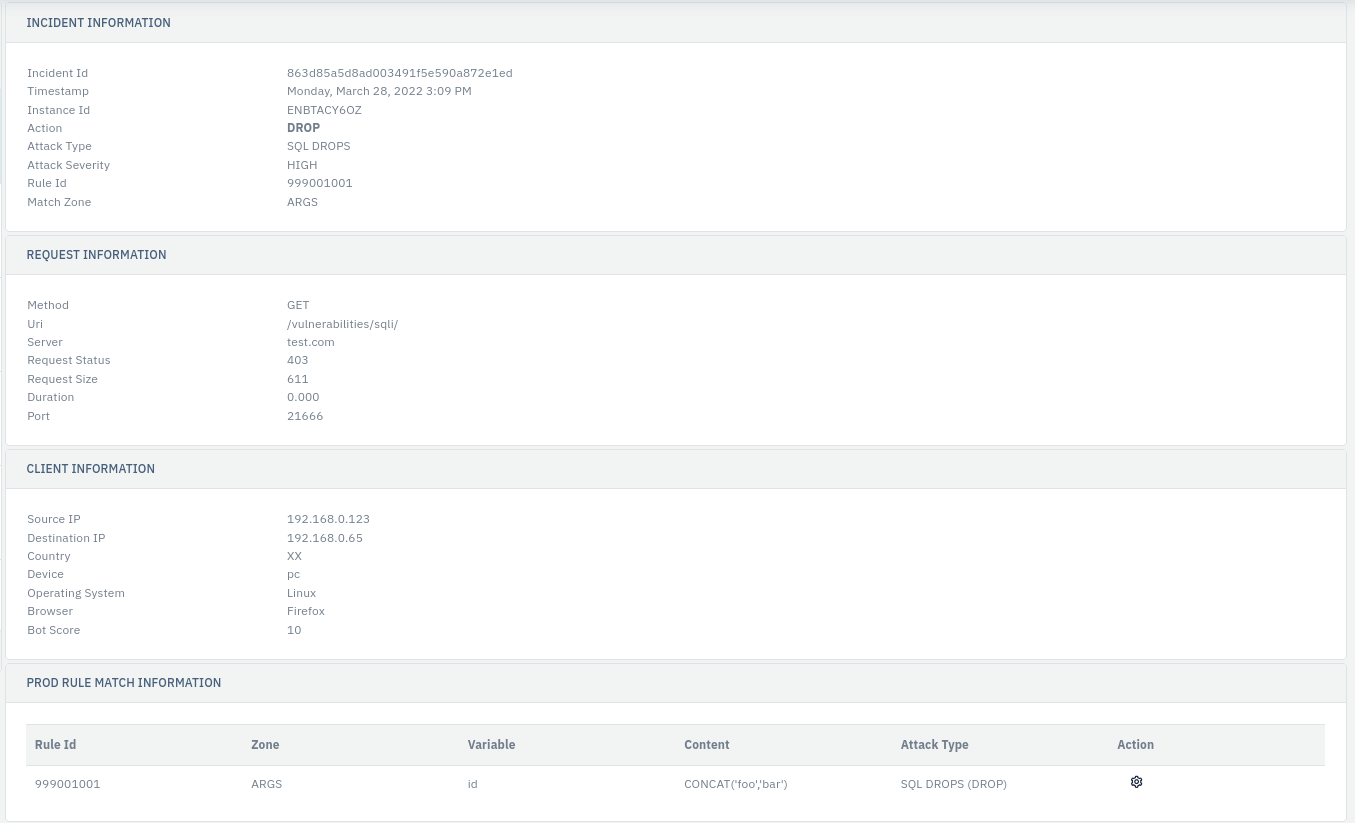 INCIDENT INFORMATION
Incident Id 863d85a5d8ad003491f5e590a872e1ed
Timestamp Monday, March 28, 2022 3:09 PM
Instance Id ENBTACY6OZ
Action DROP
Attack Type SQL DROPS
Attack Severity HIGH
Rule Id 999001001
Match Zone ARGS
REQUEST INFORMATION
Method GET
Uri /vulnerabilities/sqli/
Server test.com
Request Status 403
Request Size 611
Duration 0.000
Port 21666
CLIENT INFORMATION
Source IP 192.168.0.123
Destination IP 192.168.0.65
Country XX
Device pc
Operating System Linux
Browser Firefox
Bot Score 10
PROD RULE MATCH INFORMATION
Rule Id Zone Variable Content Attack Type Action
999001001 ARGS id CONCAT('foo','bar') SQL DROPS (DROP)